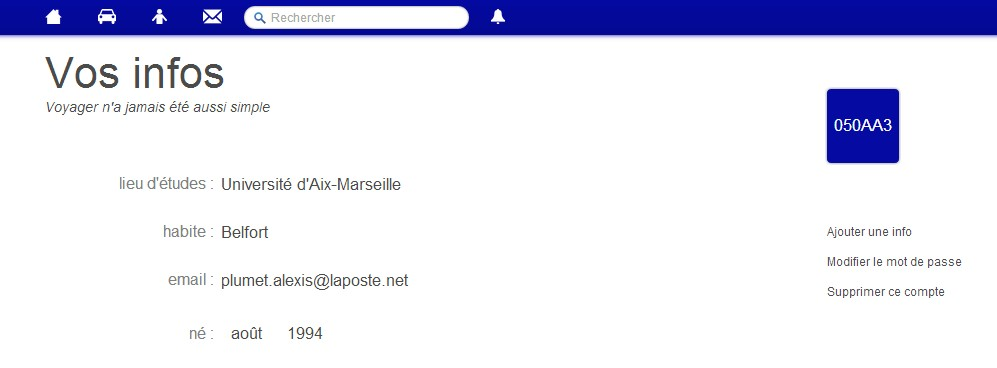 Rechercher
Vos infos
Voyager n'a jamais été aussi simple
050AA3
lieu d'études : Université d'Aix-Marseille
habite : Belfort
email : plumet.alexis@laposte.net
né : août 1994
Ajouter une info
Modifier le mot de passe
Supprimer ce compte